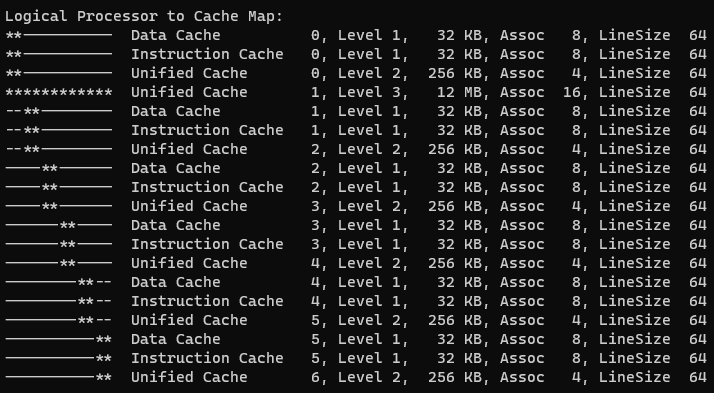 Logical Processor to Cache Map:
**----------  Data Cache          0, Level 1,   32 KB, Assoc   8, LineSize  64
**----------  Instruction Cache   0, Level 1,   32 KB, Assoc   8, LineSize  64
**----------  Unified Cache       0, Level 2,  256 KB, Assoc   4, LineSize  64
************  Unified Cache       1, Level 3,   12 MB, Assoc  16, LineSize  64
--**--------  Data Cache          1, Level 1,   32 KB, Assoc   8, LineSize  64
--**--------  Instruction Cache   1, Level 1,   32 KB, Assoc   8, LineSize  64
--**--------  Unified Cache       2, Level 2,  256 KB, Assoc   4, LineSize  64
----**------  Data Cache          2, Level 1,   32 KB, Assoc   8, LineSize  64
----**------  Instruction Cache   2, Level 1,   32 KB, Assoc   8, LineSize  64
----**------  Unified Cache       3, Level 2,  256 KB, Assoc   4, LineSize  64
------**----  Data Cache          3, Level 1,   32 KB, Assoc   8, LineSize  64
------**----  Instruction Cache   3, Level 1,   32 KB, Assoc   8, LineSize  64
------**----  Unified Cache       4, Level 2,  256 KB, Assoc   4, LineSize  64
--------**--  Data Cache          4, Level 1,   32 KB, Assoc   8, LineSize  64
--------**--  Instruction Cache   4, Level 1,   32 KB, Assoc   8, LineSize  64
--------**--  Unified Cache       5, Level 2,  256 KB, Assoc   4, LineSize  64
----------**  Data Cache          5, Level 1,   32 KB, Assoc   8, LineSize  64
----------**  Instruction Cache   5, Level 1,   32 KB, Assoc   8, LineSize  64
----------**  Unified Cache       6, Level 2,  256 KB, Assoc   4, LineSize  64